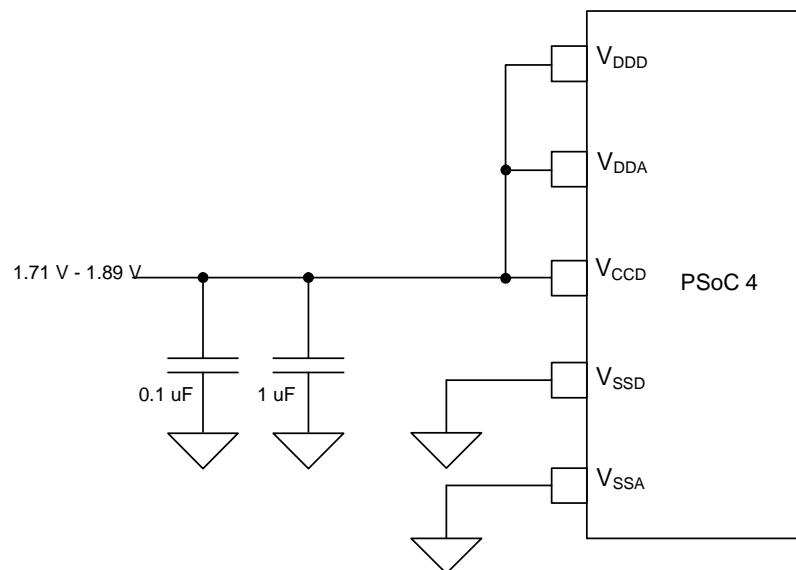 VDDD
VDDA
1.71 V - 1.89 V
VCCD
PSoC 4
0.1 uF
1 uF
VSSD
VSSA